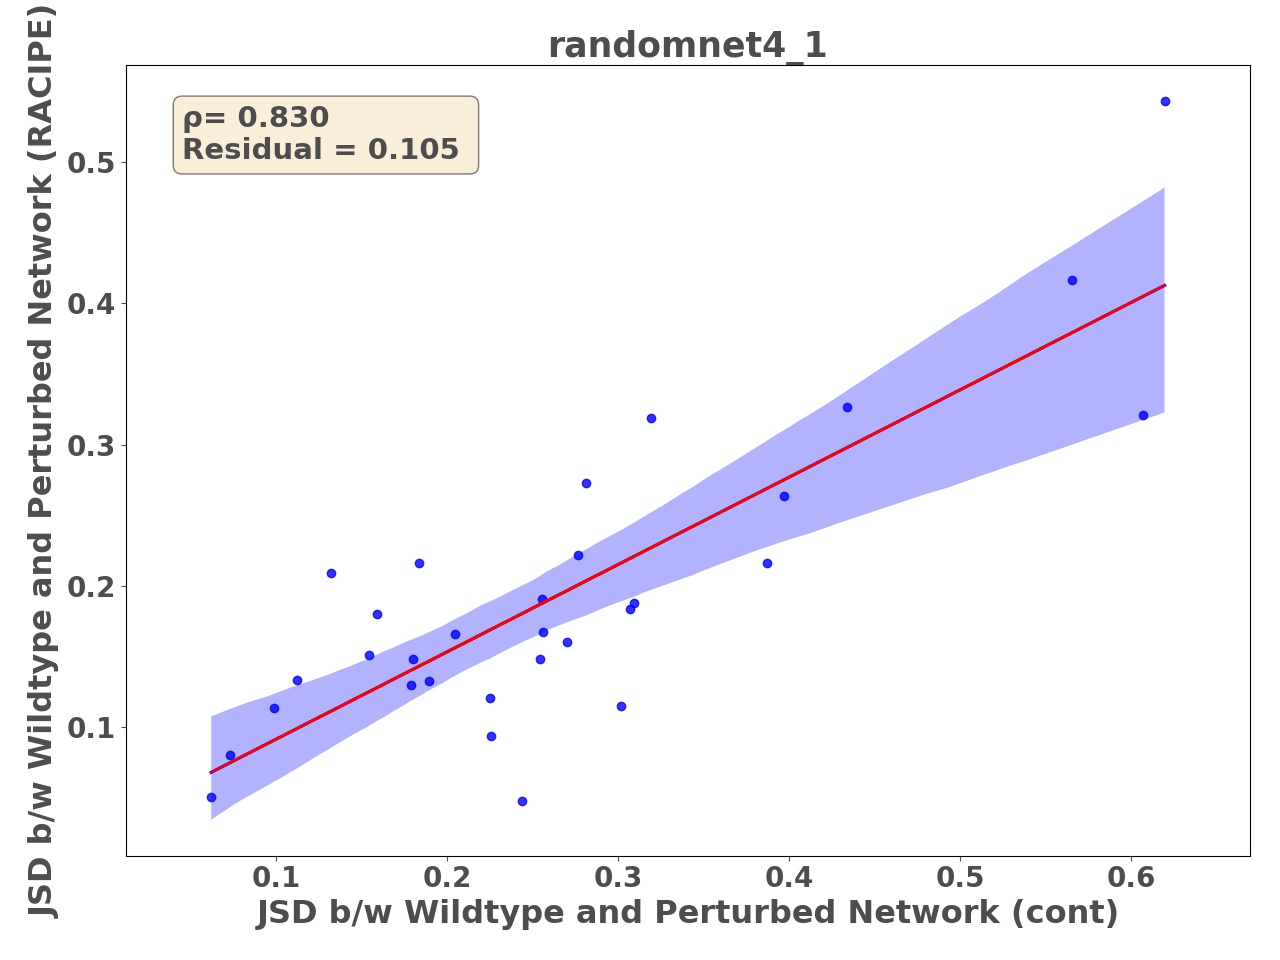 randomnet4_1
ρ= 0.830
Residual = 0.105
JSD b/w Wildtype and Perturbed Network (RACIPE)
0.5
0.4
0.3
0.2
0.1
0.1 0.2 0.3 0.4 0.5 0.6
JSD b/w Wildtype and Perturbed Network (cont)